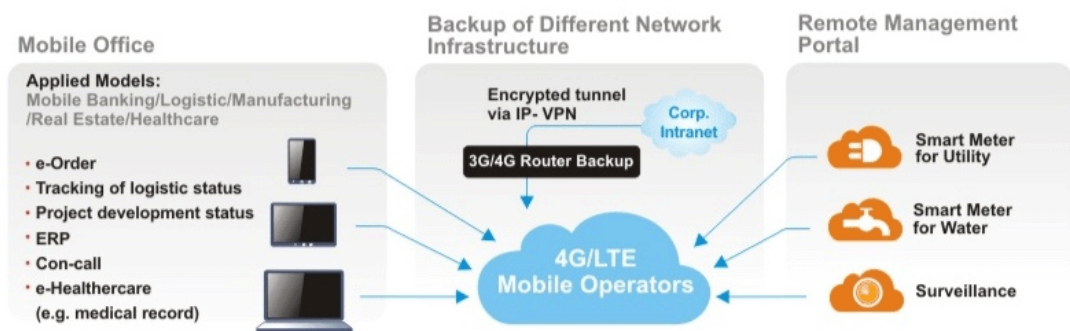 Mobile Office
Applied Models:
Mobile Banking/Logistic/Manufacturing
/Real Estate/Healthcare
• e-Order
• Tracking of logistic status
• Project development status
• ERP
• Con-call
• e-Healthercare
(e.g. medical record)
Backup of Different Network
Infrastructure
Encrypted tunnel
via IP- VPN
Corp.
Intranet
3G/4G Router Backup
4G/LTE
Mobile Operators
Remote Management
Portal
Smart Meter
for Utility
Smart Meter
for Water
Surveillance